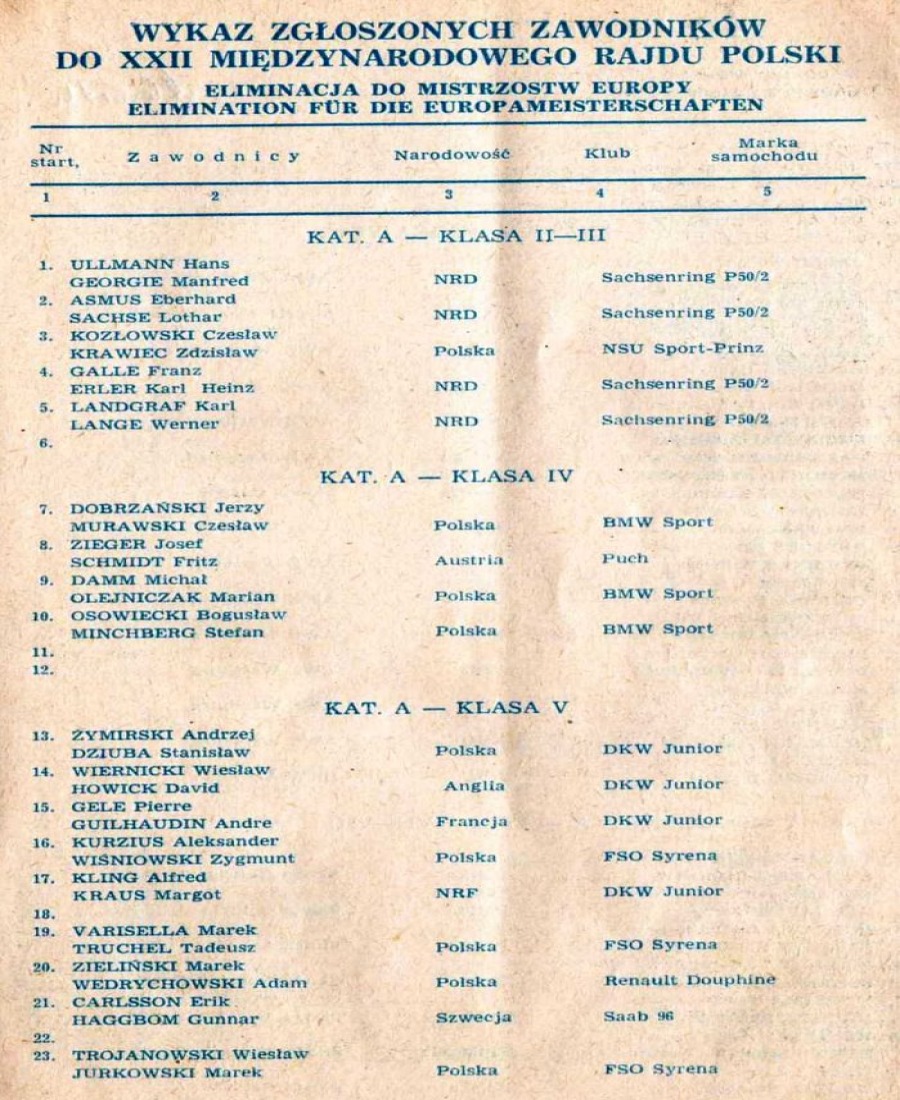 WYKAZ ZGŁOSZONYCH ZAWODNIKÓW
DO XXII MIĘDZYNARODOWEGO RAJDU POLSKI
ELIMINACJA DO MISTRZOSTW EUROPY
ELIMINATION FÜR DIE EUROPAMEISTERSCHAFTEN
Nr start, Zawodnicy Narodowość Klub Marka samochodu
1 2 3 4 5
KAT. A — KLASA II—III
1. ULLMANN Hans
GEORGIE Manfred NRD Sachsenring P50/2
2. ASMUS Eberhard
SACHSE Lothar NRD Sachsenring P50/2
3. KOZŁOWSKI Czesław
KRAWIEC Zdzisław Polska NSU Sport-Prinz
4. GALLE Franz
ERLER Karl Heinz NRD Sachsenring P50/2
5. LANDGRAF Karl
LANGE Werner NRD Sachsenring P50/2
6.
KAT. A — KLASA IV
7. DOBRZAŃSKI Jerzy
MURAWSKI Czesław Polska BMW Sport
8. ZIEGER Josef
SCHMIDT Fritz Austria Puch
9. DAMM Michał
OLEJNICZAK Marian Polska BMW Sport
10. OSOWIECKI Bogusław
MINCHBERG Stefan Polska BMW Sport
11.
12.
KAT. A — KLASA V
13. ŻYMIRSKI Andrzej
DZIUBA Stanisław Polska DKW Junior
14. WIERNICKI Wiesław
HOWICK David Anglia DKW Junior
15. GELE Pierre
GUILHAUDIN Andre Francja DKW Junior
16. KURZIUS Aleksander
WIŚNIOWSKI Zygmunt Polska FSO Syrena
17. KLING Alfred
KRAUS Margot NRF DKW Junior
18.
19. VARISELLA Marek
TRUCHEL Tadeusz Polska FSO Syrena
20. ZIELIŃSKI Marek
WEDRYCHOWSKI Adam Polska Renault Douphine
21. CARLSSON Erik
HAGGBOM Gunnar Szwecja Saab 96
22.
23. TROJANOWSKI Wiesław
JURKOWSKI Marek Polska FSO Syrena